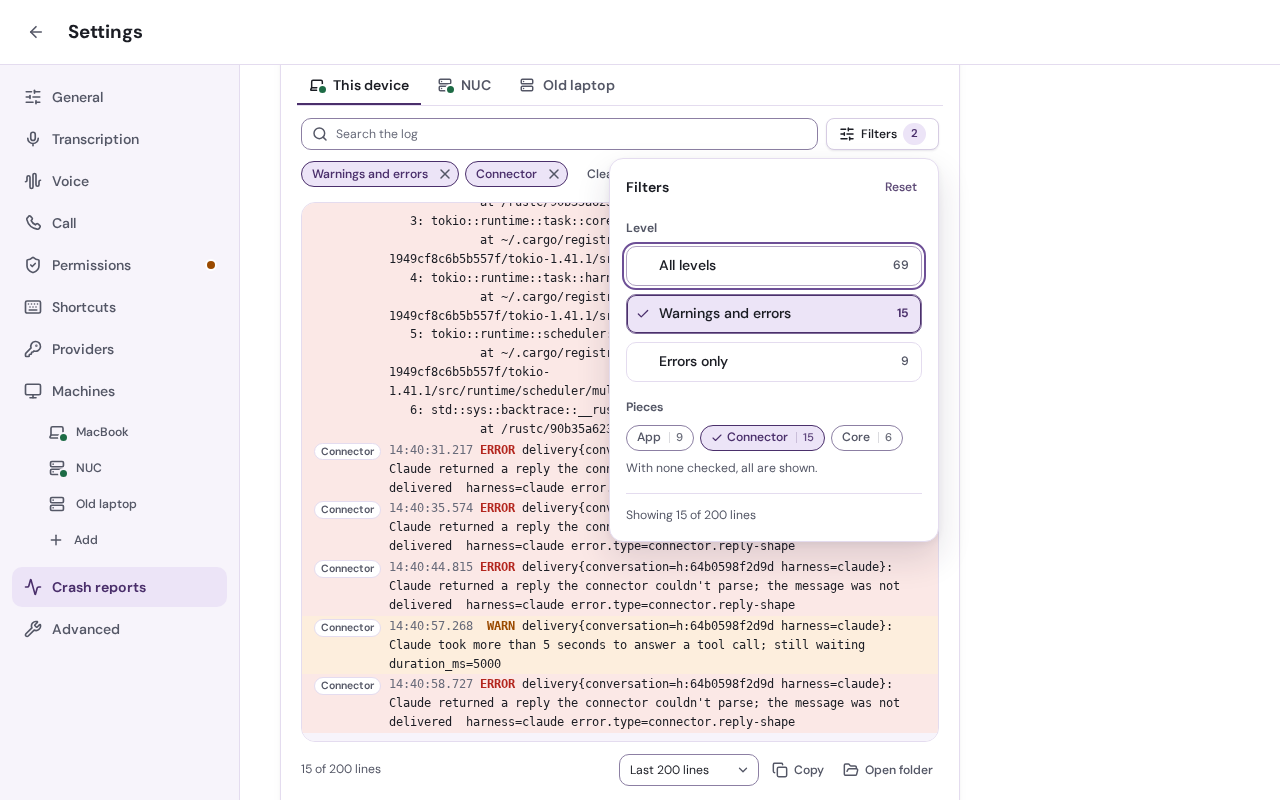 Settings
General
Transcription
Voice
Call
Permissions
Shortcuts
Providers
Machines
MacBook
NUC
Old laptop
Add
Crash reports
Advanced
This device
NUC
Old laptop
Search the log
Filters 2
Warnings and errors
Connector
Filters
Reset
Level
All levels 69
Warnings and errors 15
Errors only 9
Pieces
App 9
Connector 15
Core 6
With none checked, all are shown.
Showing 15 of 200 lines
3: tokio::runtime::task::core
at ~/.cargo/registr
1949cf8c6b5b557f/tokio-1.41.1/sr
4: tokio::runtime::task::harn
at ~/.cargo/registr
1949cf8c6b5b557f/tokio-1.41.1/sr
5: tokio::runtime::scheduler
at ~/.cargo/registr
1949cf8c6b5b557f/tokio-
1.41.1/src/runtime/scheduler/mul
6: std::sys::backtrace::__rus
at /rustc/90b35a623
Connector 14:40:31.217 ERROR delivery{conv
Claude returned a reply the conn
delivered harness=claude error.
Connector 14:40:35.574 ERROR delivery{conv
Claude returned a reply the conn
delivered harness=claude error.type=connector.reply-shape
Connector 14:40:44.815 ERROR delivery{conversation=h:64b0598f2d9d harness=claude}:
Claude returned a reply the connector couldn't parse; the message was not
delivered harness=claude error.type=connector.reply-shape
Connector 14:40:57.268 WARN delivery{conversation=h:64b0598f2d9d harness=claude}:
Claude took more than 5 seconds to answer a tool call; still waiting
duration_ms=5000
Connector 14:40:58.727 ERROR delivery{conversation=h:64b0598f2d9d harness=claude}:
Claude returned a reply the connector couldn't parse; the message was not
delivered harness=claude error.type=connector.reply-shape
15 of 200 lines
Last 200 lines
Copy
Open folder